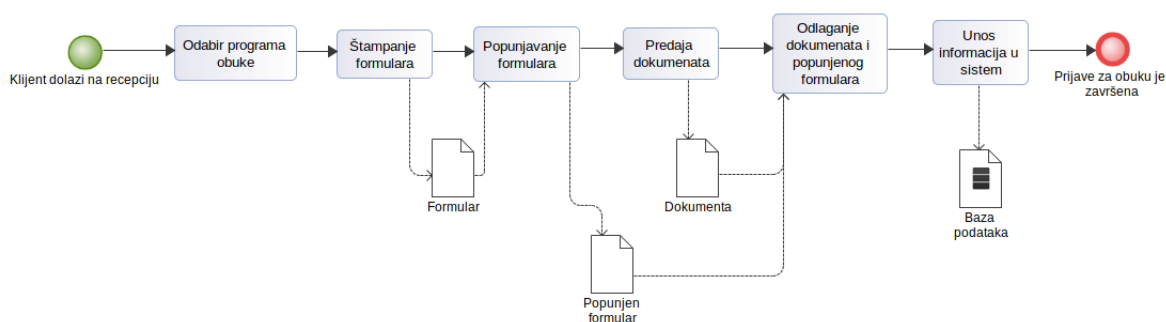 Klijent dolazi na recepciju
Odabir programa
obuke
Štampanje
formulara
Popunjavanje
formulara
Predaja
dokumenata
Odlaganje
dokumenata i
popunjenog
formulara
Unos
informacija u
sistem
Prijave za obuku je
završena
Formular
Popunjen
formular
Dokumenta
Baza
podataka